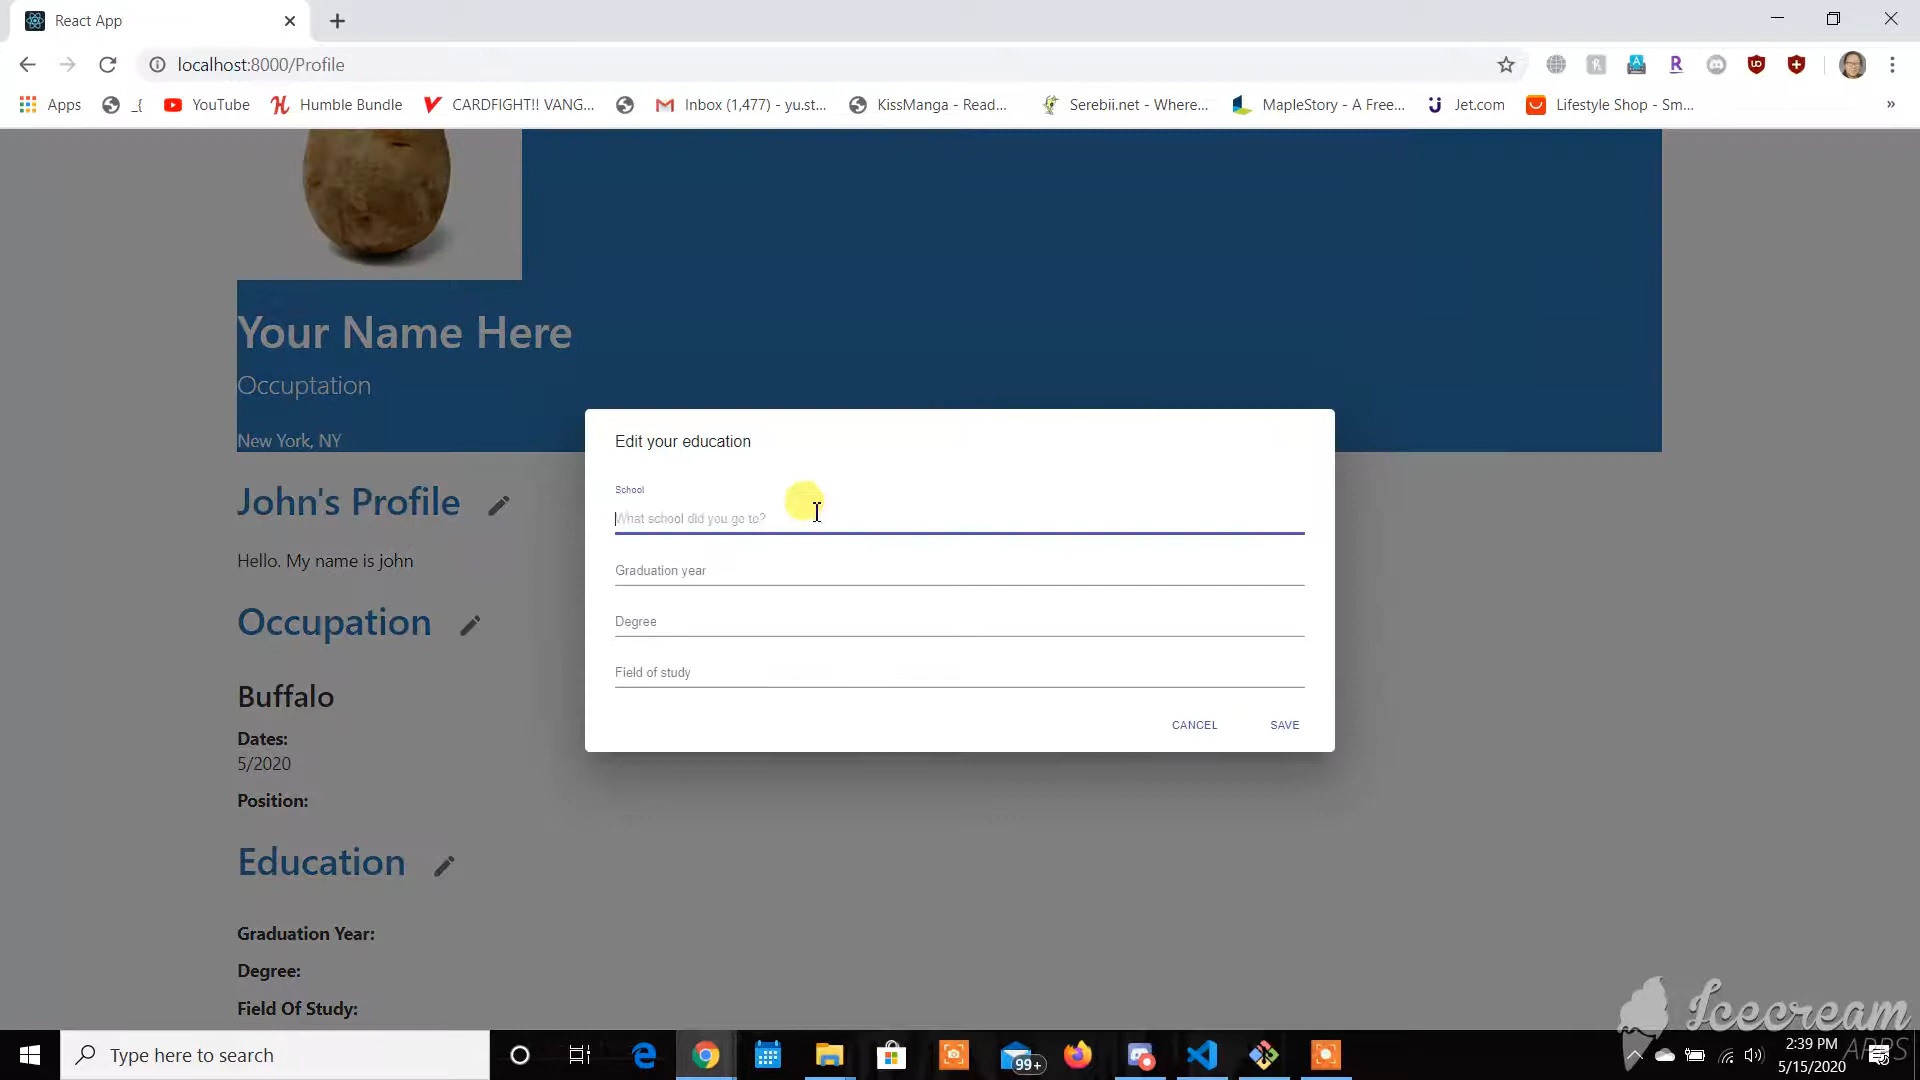 React App
localhost:8000/Profile
Apps
_{
YouTube
Humble Bundle
CARDFIGHT!! VANG...
Inbox (1,477) - yu.st...
KissManga - Read...
Serebii.net - Where...
MapleStory - A Free...
Jet.com
Lifestyle Shop - Sm...
»
Your Name Here
Occuptation
New York, NY
John's Profile
Hello. My name is john
Occupation
Buffalo
Dates:
5/2020
Position:
Education
Graduation Year:
Degree:
Field Of Study:
Edit your education
School
What school did you go to?
Graduation year
Degree
Field of study
CANCEL
SAVE
Icecream
APPS
Type here to search
99+
2:39 PM
5/15/2020